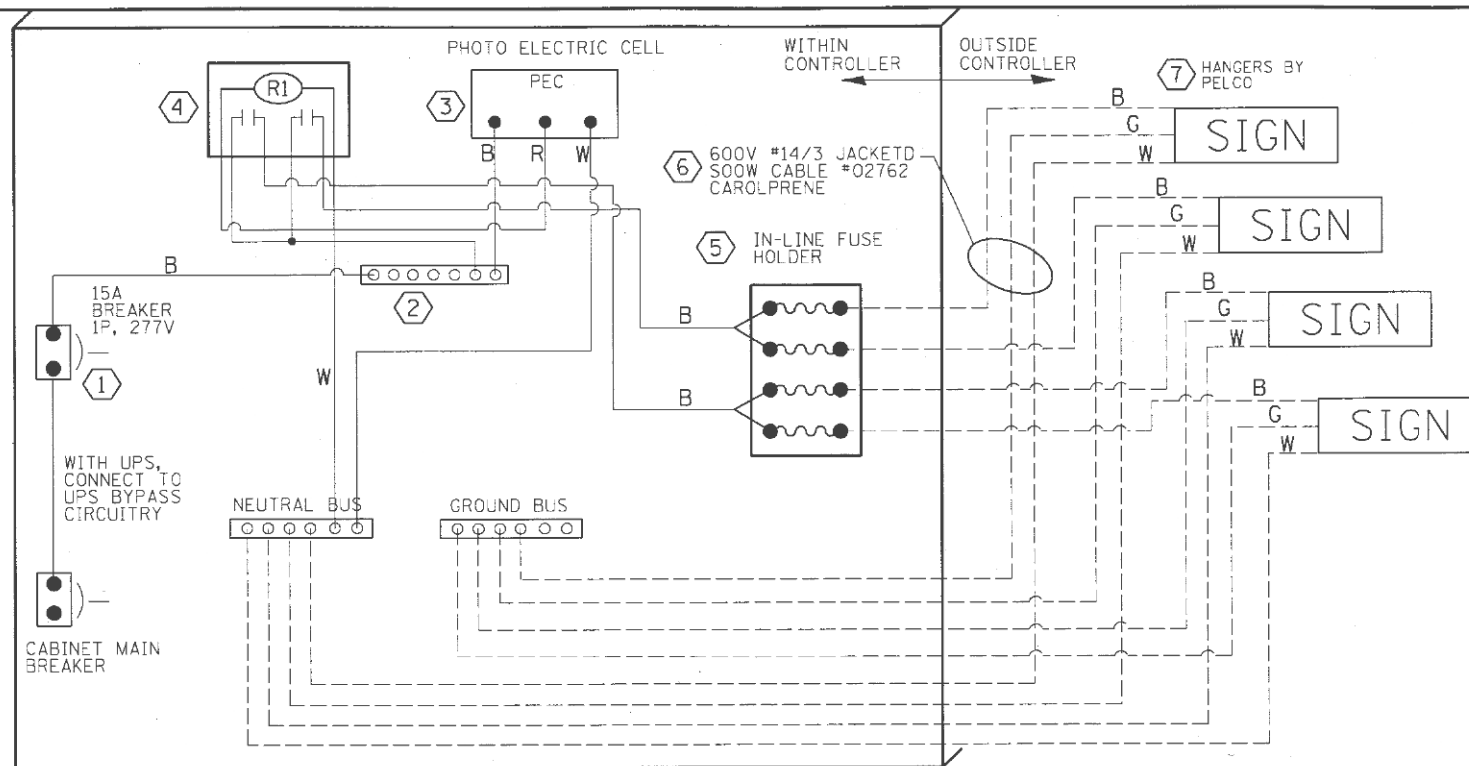 PHOTO ELECTRIC CELL
WITHIN
CONTROLLER
OUTSIDE
CONTROLLER
7
HANGERS BY
PELCO
4
R1
3
PEC
B R W
6
600V #14/3 JACKETD
SOOW CABLE #02762
CAROLPRENE
B
G
W
SIGN
B
G
W
SIGN
5
IN-LINE FUSE
HOLDER
B
2
15A
BREAKER
1P, 277V
1
B
B
W
B
G
W
SIGN
B
G
W
SIGN
WITH UPS,
CONNECT TO
UPS BYPASS
CIRCUITRY
NEUTRAL BUS
GROUND BUS
CABINET MAIN
BREAKER